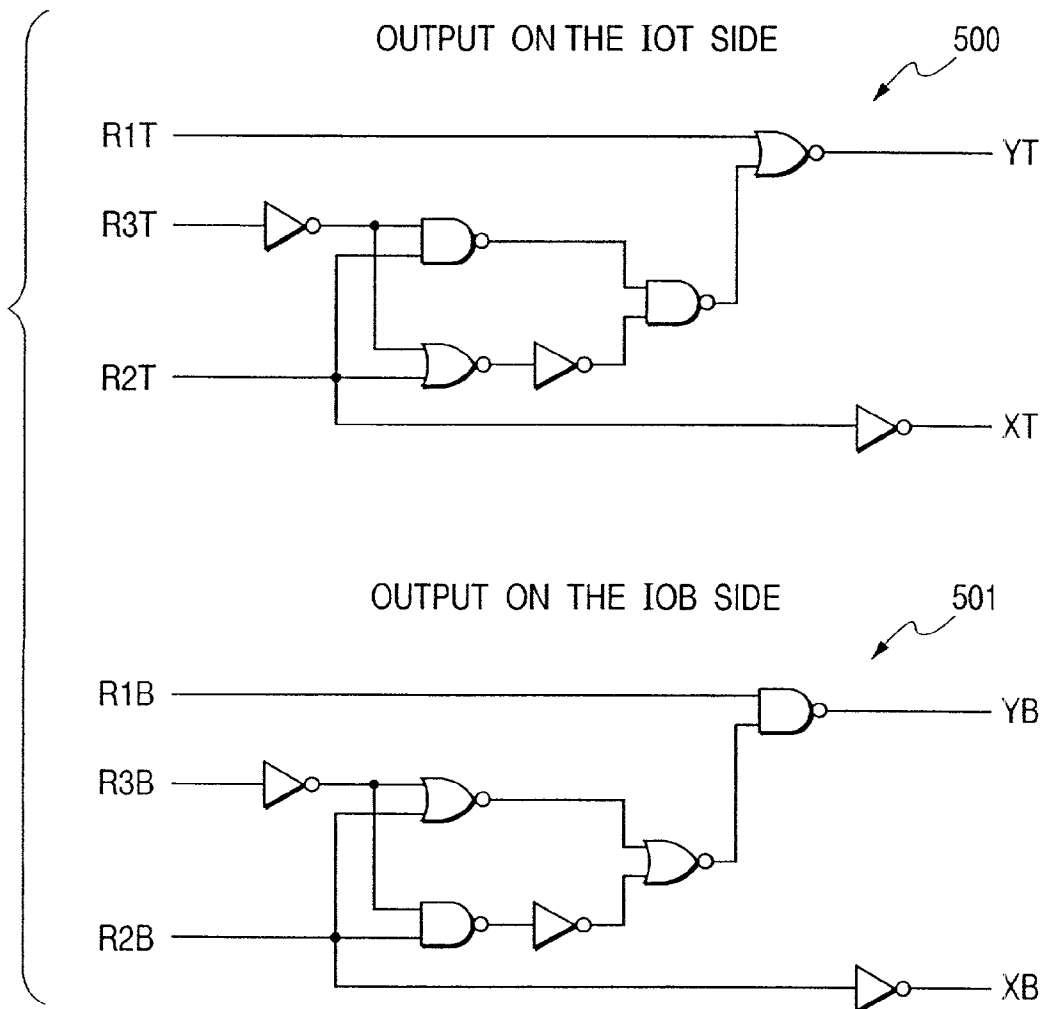 OUTPUT ON THE IOT SIDE
500
R1T
YT
R3T
R2T
XT
OUTPUT ON THE IOB SIDE
501
R1B
YB
R3B
R2B
XB